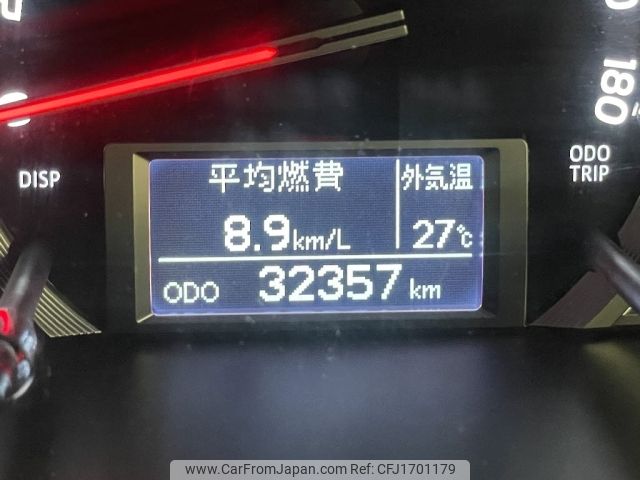 180
DISP
ODO
TRIP
平均燃費
外気温
8.9km/L
27℃
ODO 32357 km
www.CarFromJapan.com ReferenceNo. CFJ1701179